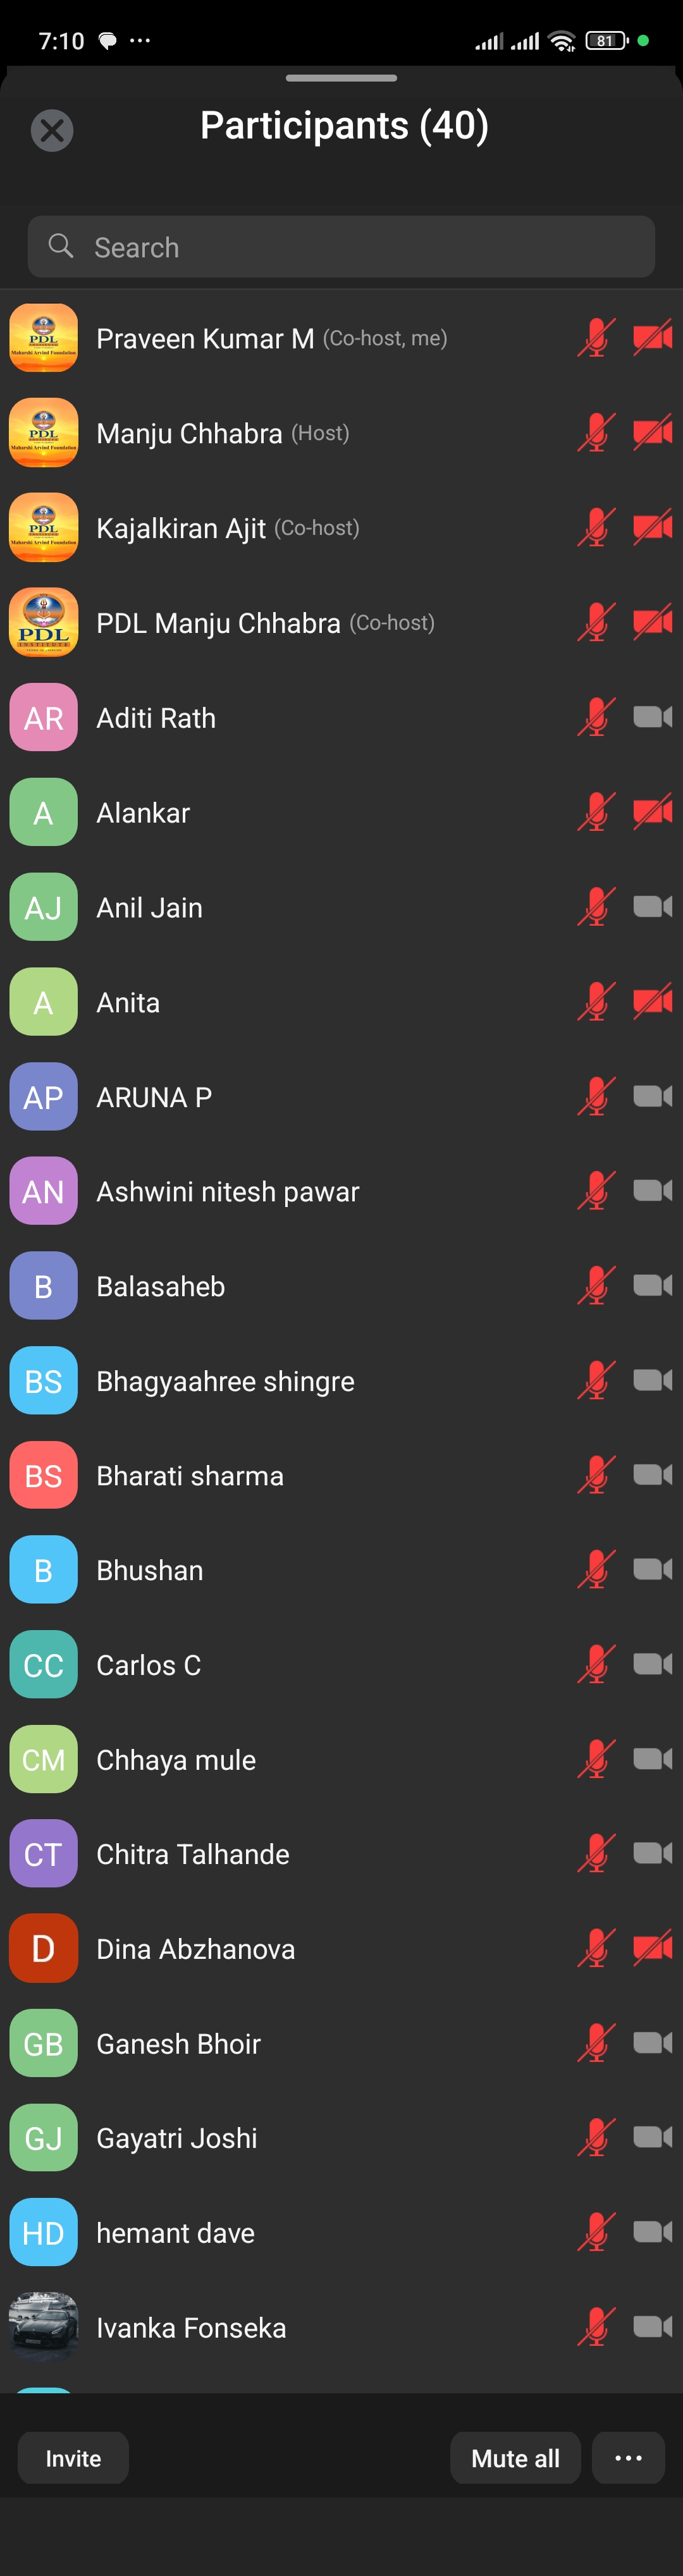 7:10
81
Participants (40)
Search
PDL
Maharshi Arvind Foundation
Praveen Kumar M (Co-host, me)
PDL
Maharshi Arvind Foundation
Manju Chhabra (Host)
PDL
Maharshi Arvind Foundation
Kajalkiran Ajit (Co-host)
PDL
INSTITUTE
PDL Manju Chhabra (Co-host)
AR Aditi Rath
A Alankar
AJ Anil Jain
A Anita
AP ARUNA P
AN Ashwini nitesh pawar
B Balasaheb
BS Bhagyaahree shingre
BS Bharati sharma
B Bhushan
CC Carlos C
CM Chhaya mule
CT Chitra Talhande
D Dina Abzhanova
GB Ganesh Bhoir
GJ Gayatri Joshi
HD hemant dave
Ivanka Fonseka
Invite Mute all